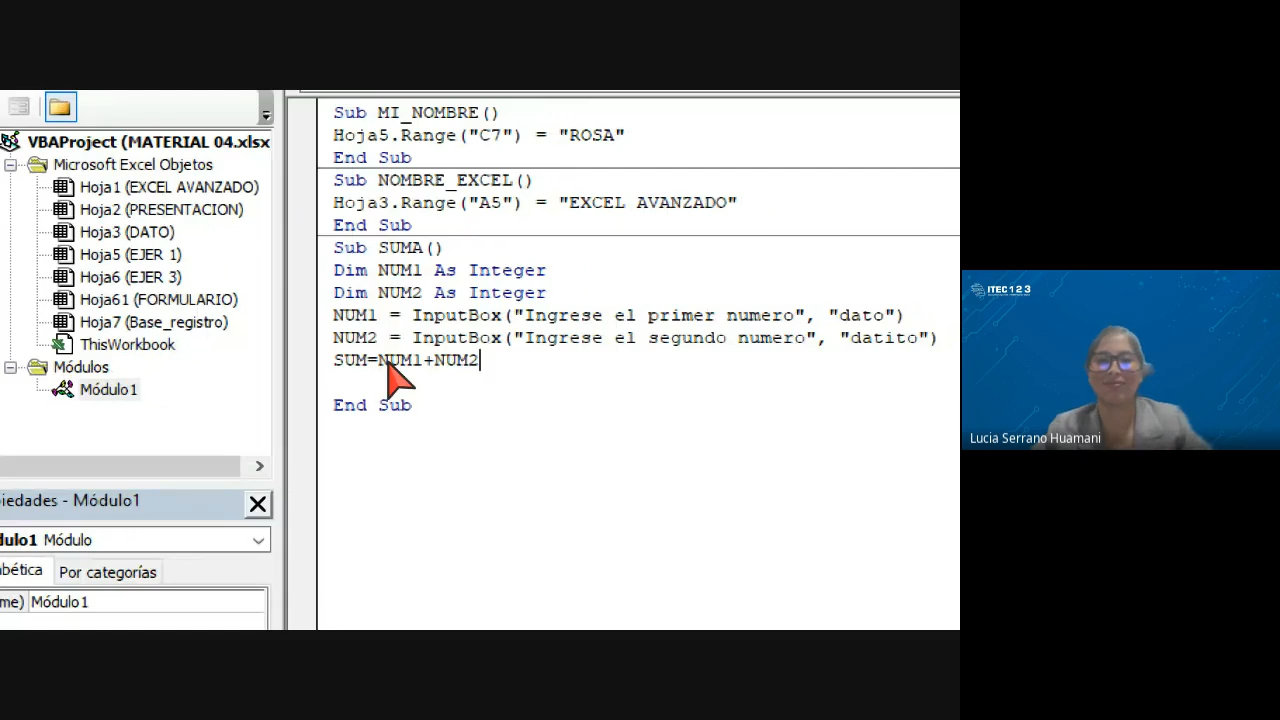 VBAProject (MATERIAL 04.xlsx
Microsoft Excel Objetos
Hoja1 (EXCEL AVANZADO)
Hoja2 (PRESENTACION)
Hoja3 (DATO)
Hoja5 (EJER 1)
Hoja6 (EJER 3)
Hoja61 (FORMULARIO)
Hoja7 (Base_registro)
ThisWorkbook
Módulos
Módulo1
iedades - Módulo1
dulo1 Módulo
abética Por categorías
me) Módulo1
Sub MI_NOMBRE()
Hoja5.Range("C7") = "ROSA"
End Sub
Sub NOMBRE_EXCEL()
Hoja3.Range("A5") = "EXCEL AVANZADO"
End Sub
Sub SUMA()
Dim NUM1 As Integer
Dim NUM2 As Integer
NUM1 = InputBox("Ingrese el primer numero", "dato")
NUM2 = InputBox("Ingrese el segundo numero", "datito")
SUM=NUM1+NUM2
End Sub
ITEC 1 2 3
Lucia Serrano Huamani